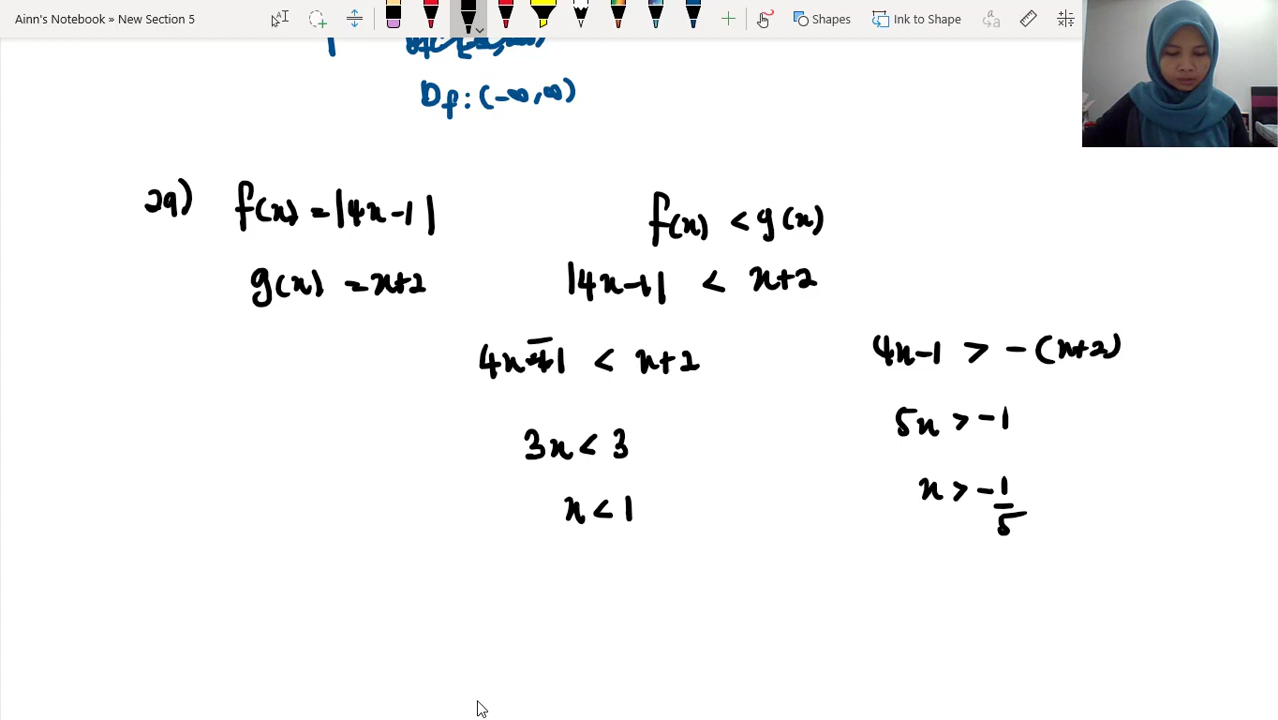 Ainn's Notebook » New Section 5
Shapes
Ink to Shape
Df : (-∞,∞)
29) f(x) = |4x-1|
g(x) = x+2
f(x) < g(x)
|4x-1| < x+2
4x-1 < x+2
3x < 3
x < 1
4x-1 > -(x+2)
5x > -1
x > -1/5